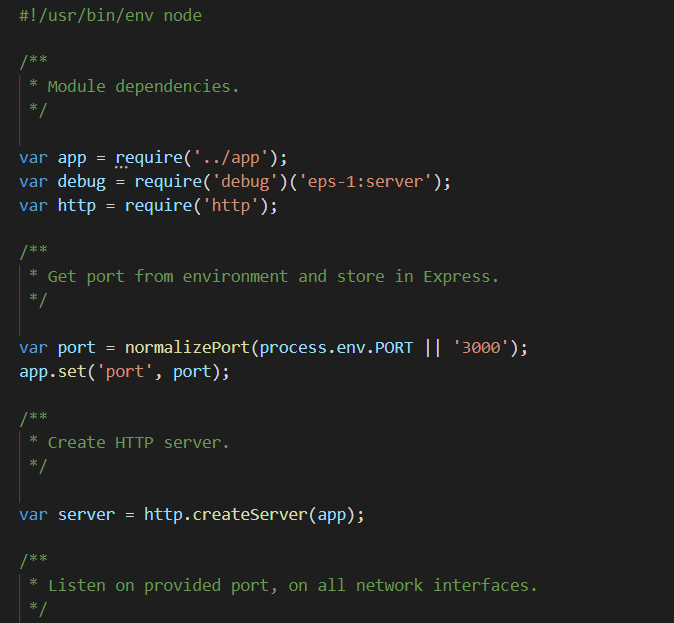 #!/usr/bin/env node
/**
* Module dependencies.
*/
var app = require('../app');
var debug = require('debug')('eps-1:server');
var http = require('http');
/**
* Get port from environment and store in Express.
*/
var port = normalizePort(process.env.PORT || '3000');
app.set('port', port);
/**
* Create HTTP server.
*/
var server = http.createServer(app);
/**
* Listen on provided port, on all network interfaces.
*/